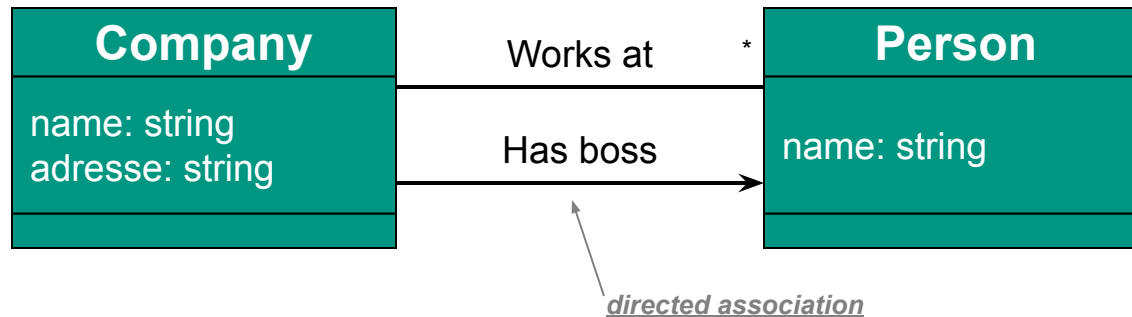 Company
name: string
adresse: string
Works at
*
Has boss
Person
name: string
directed association